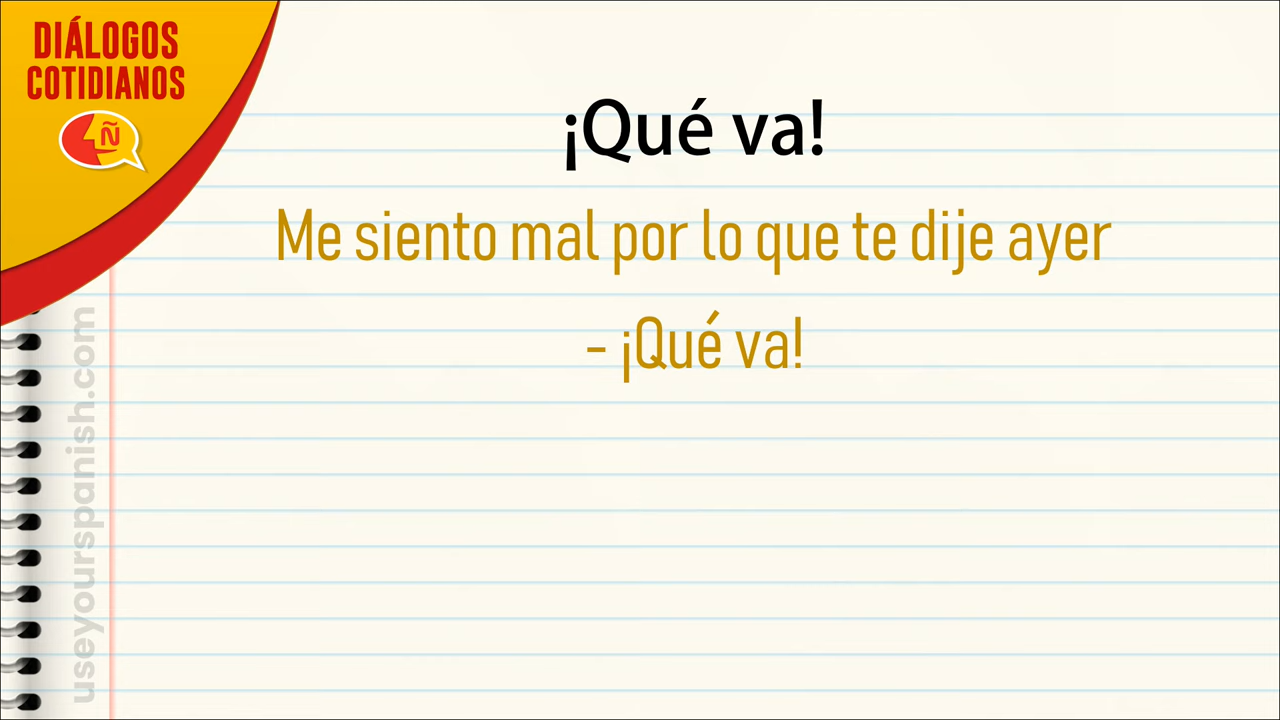 DIÁLOGOS
COTIDIANOS
Ñ
¡Qué va!
Me siento mal por lo que te dije ayer
- ¡Qué va!
useyourspanish.com